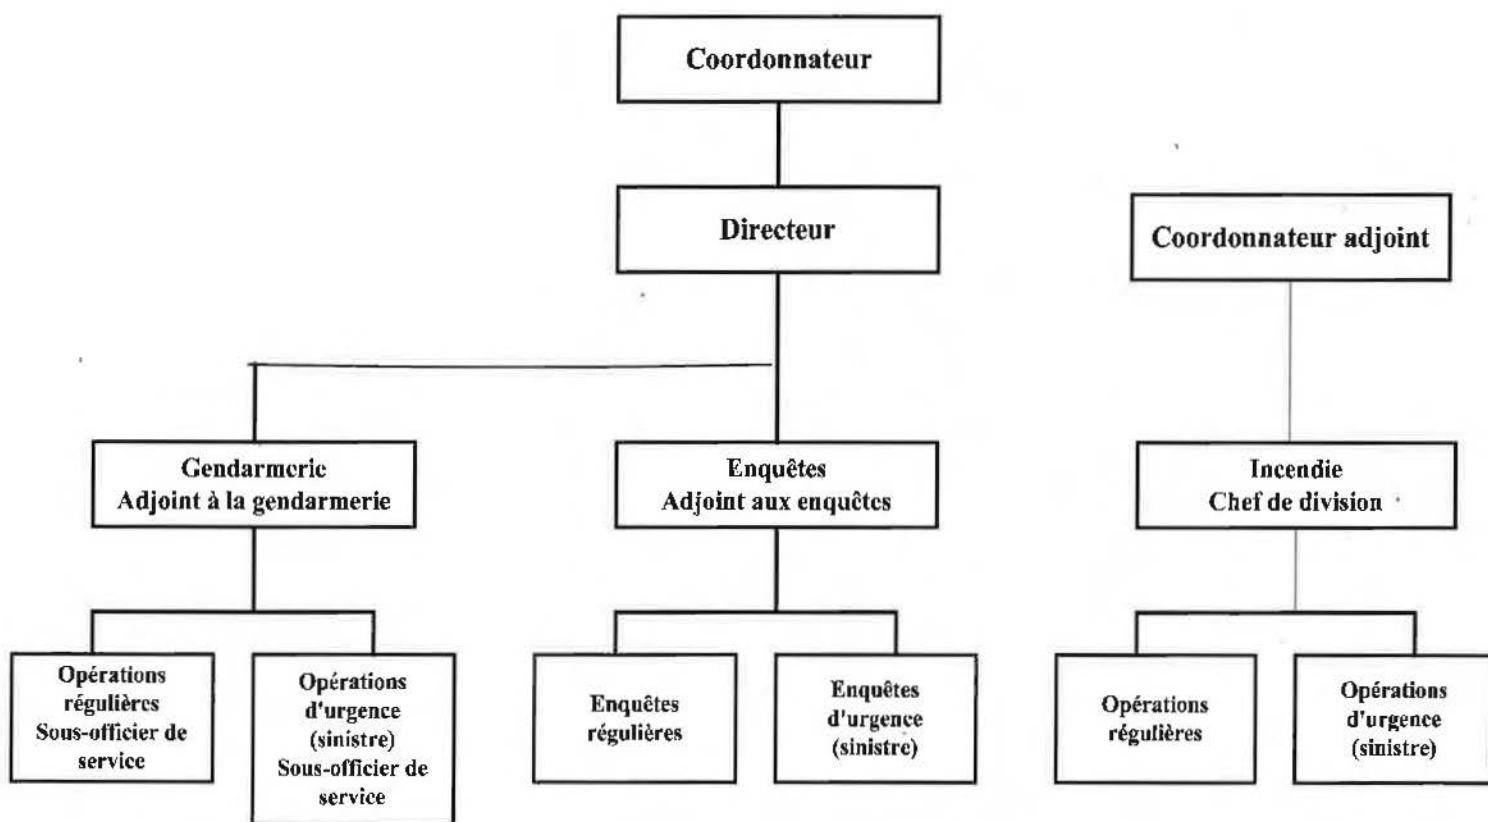 Coordonnateur
Directeur
Coordonnateur adjoint
Gendarmerie
Adjoint à la gendarmerie
Enquêtes
Adjoint aux enquêtes
Incendie
Chef de division
Opérations
régulières
Sous-officier de
service
Opérations
d'urgence
(sinistre)
Sous-officier de
service
Enquêtes
régulières
Enquêtes
d'urgence
(sinistre)
Opérations
régulières
Opérations
d'urgence
(sinistre)